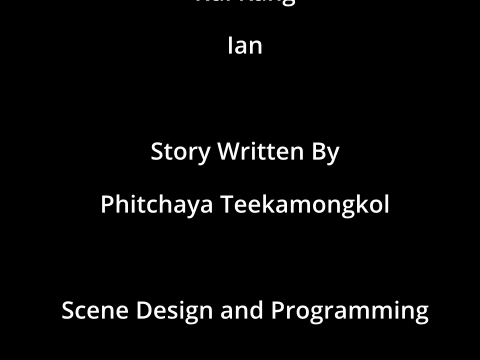 Ian
Story Written By
Phitchaya Teekamongkol
Scene Design and Programming